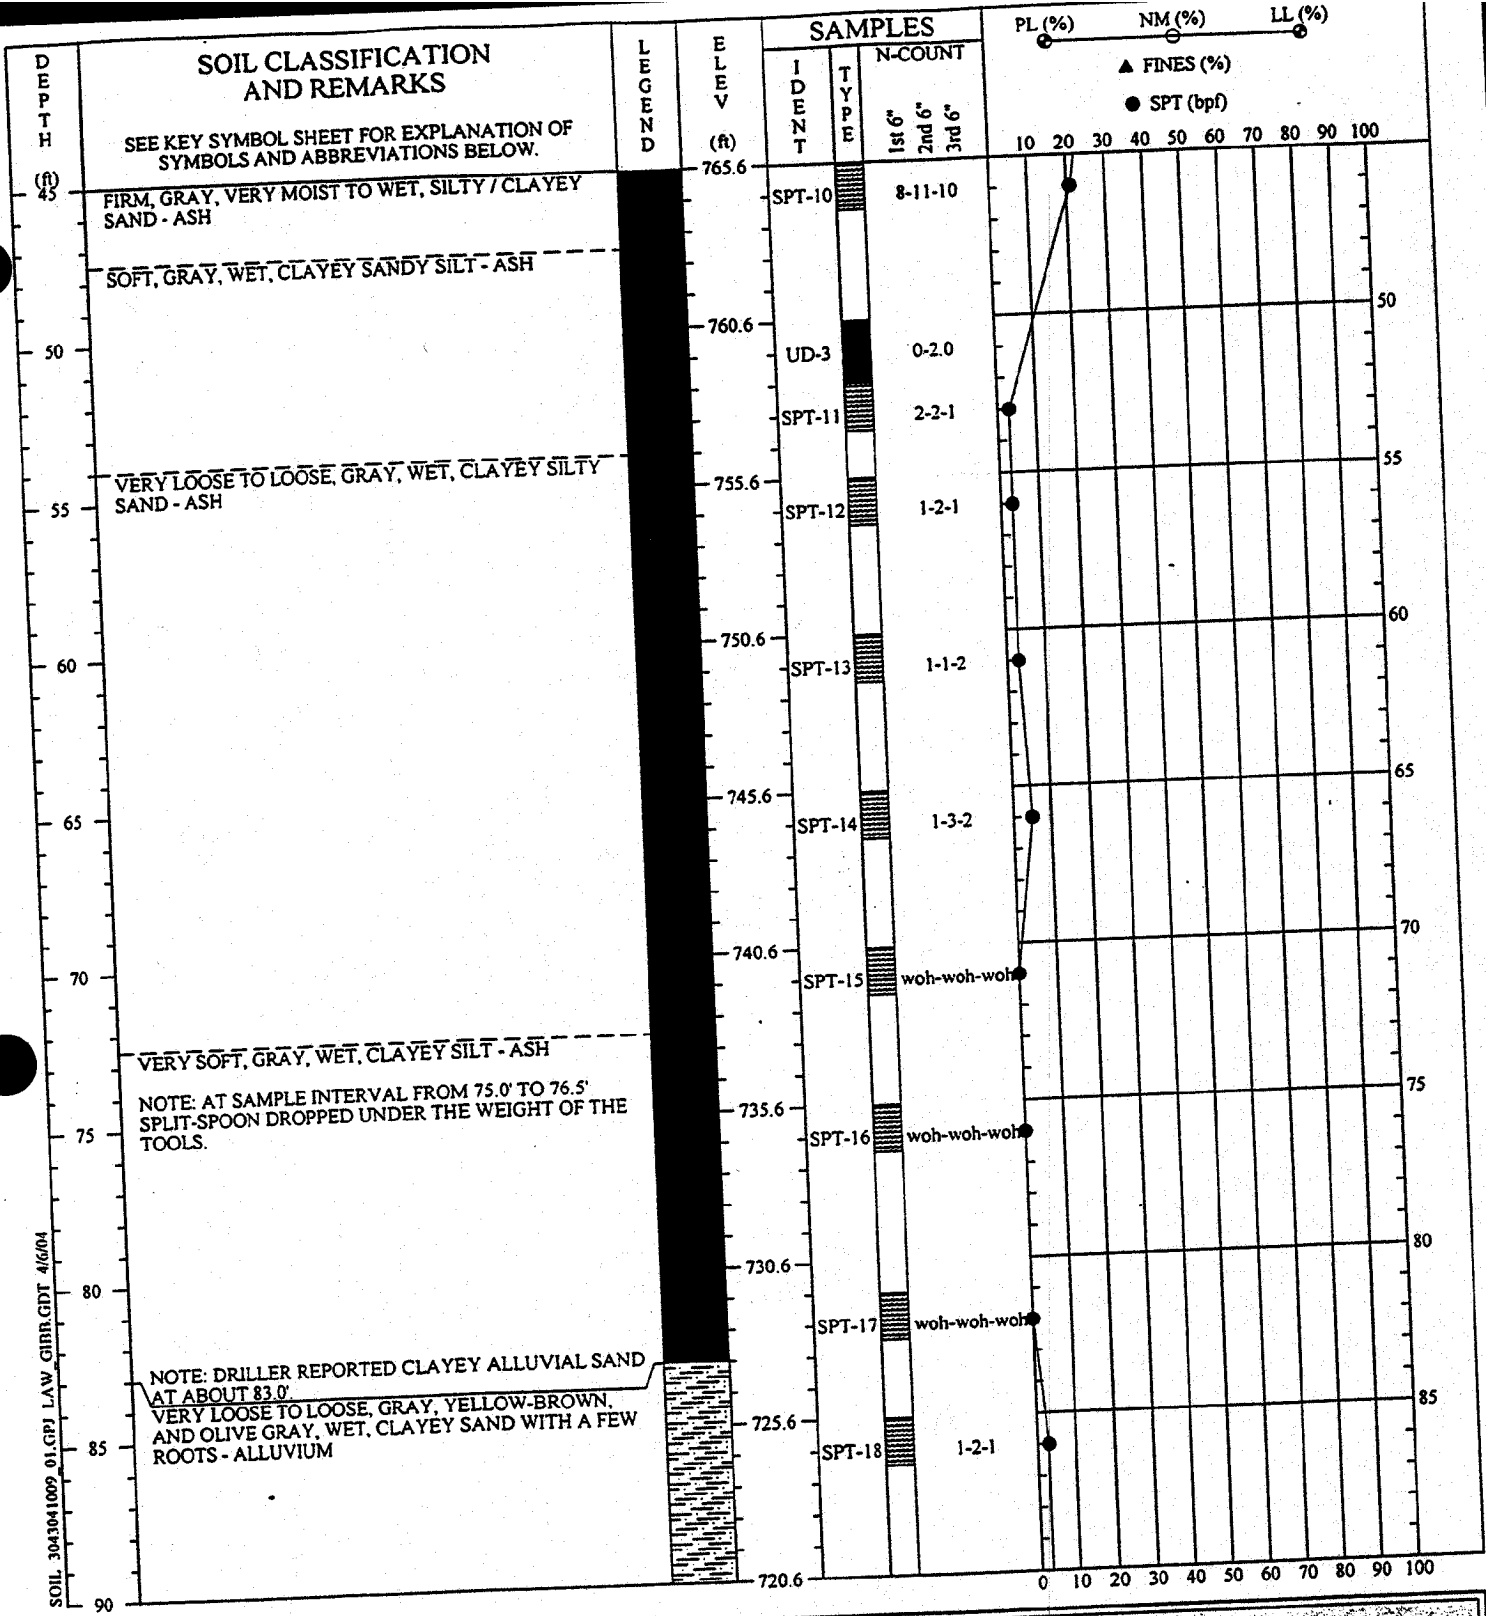 DEPTH
(ft)
SOIL CLASSIFICATION
AND REMARKS
SEE KEY SYMBOL SHEET FOR EXPLANATION OF
SYMBOLS AND ABBREVIATIONS BELOW.
LEGEND
ELEV
(ft)
SAMPLES
IDENT
TYPE
N-COUNT
1st 6"
2nd 6"
3rd 6"
PL (%) NM (%) LL (%)
▲ FINES (%)
● SPT (bpf)
10 20 30 40 50 60 70 80 90 100
45
FIRM, GRAY, VERY MOIST TO WET, SILTY / CLAYEY
SAND - ASH
765.6
SPT-10 8-11-10
SOFT, GRAY, WET, CLAYEY SANDY SILT - ASH
50
760.6
UD-3 0-2.0
50
SPT-11 2-2-1
VERY LOOSE TO LOOSE, GRAY, WET, CLAYEY SILTY
SAND - ASH
55
755.6
SPT-12 1-2-1
55
60
750.6
SPT-13 1-1-2
60
65
745.6
SPT-14 1-3-2
65
70
740.6
SPT-15 woh-woh-woh
70
VERY SOFT, GRAY, WET, CLAYEY SILT - ASH
NOTE: AT SAMPLE INTERVAL FROM 75.0' TO 76.5'
SPLIT-SPOON DROPPED UNDER THE WEIGHT OF THE
TOOLS.
75
735.6
SPT-16 woh-woh-woh
75
80
730.6
SPT-17 woh-woh-woh
80
NOTE: DRILLER REPORTED CLAYEY ALLUVIAL SAND
AT ABOUT 83.0'.
VERY LOOSE TO LOOSE, GRAY, YELLOW-BROWN,
AND OLIVE GRAY, WET, CLAYEY SAND WITH A FEW
ROOTS - ALLUVIUM
85
725.6
SPT-18 1-2-1
85
90
720.6
0 10 20 30 40 50 60 70 80 90 100
SOIL 3043041009_01.GPJ LAW_GIBB.GDT 4/6/04